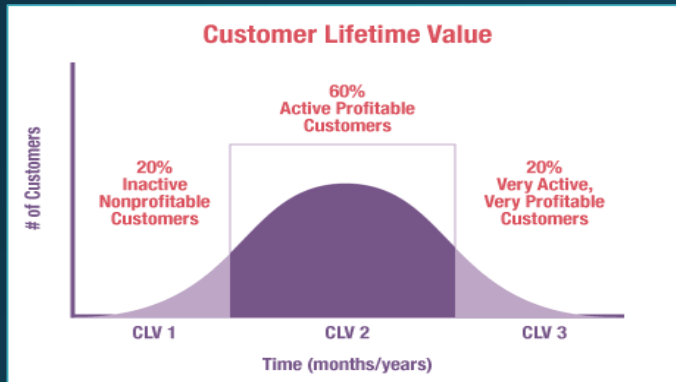 Customer Lifetime Value
60%
Active Profitable
Customers
20%
Inactive
Nonprofitable
Customers
20%
Very Active,
Very Profitable
Customers
# of Customers
CLV 1
CLV 2
CLV 3
Time (months/years)